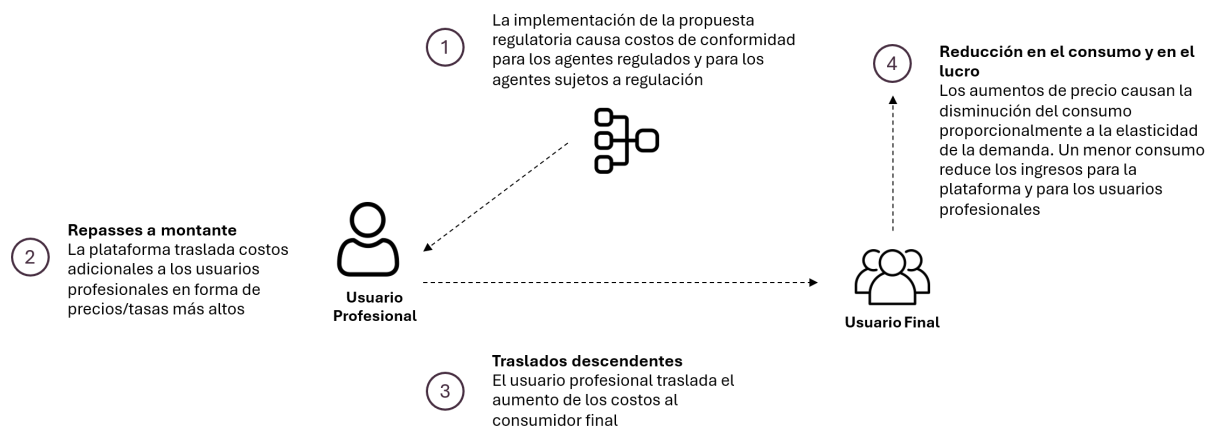 1
La implementación de la propuesta
regulatoria causa costos de conformidad
para los agentes regulados y para los
agentes sujetos a regulación
2
Repasses a montante
La plataforma traslada costos
adicionales a los usuarios
profesionales en forma de
precios/tasas más altos
Usuario
Profesional
3
Traslados descendentes
El usuario profesional traslada el
aumento de los costos al
consumidor final
Usuario Final
4
Reducción en el consumo y en el
lucro
Los aumentos de precio causan la
disminución del consumo
proporcionalmente a la elasticidad
de la demanda. Un menor consumo
reduce los ingresos para la
plataforma y para los usuarios
profesionales